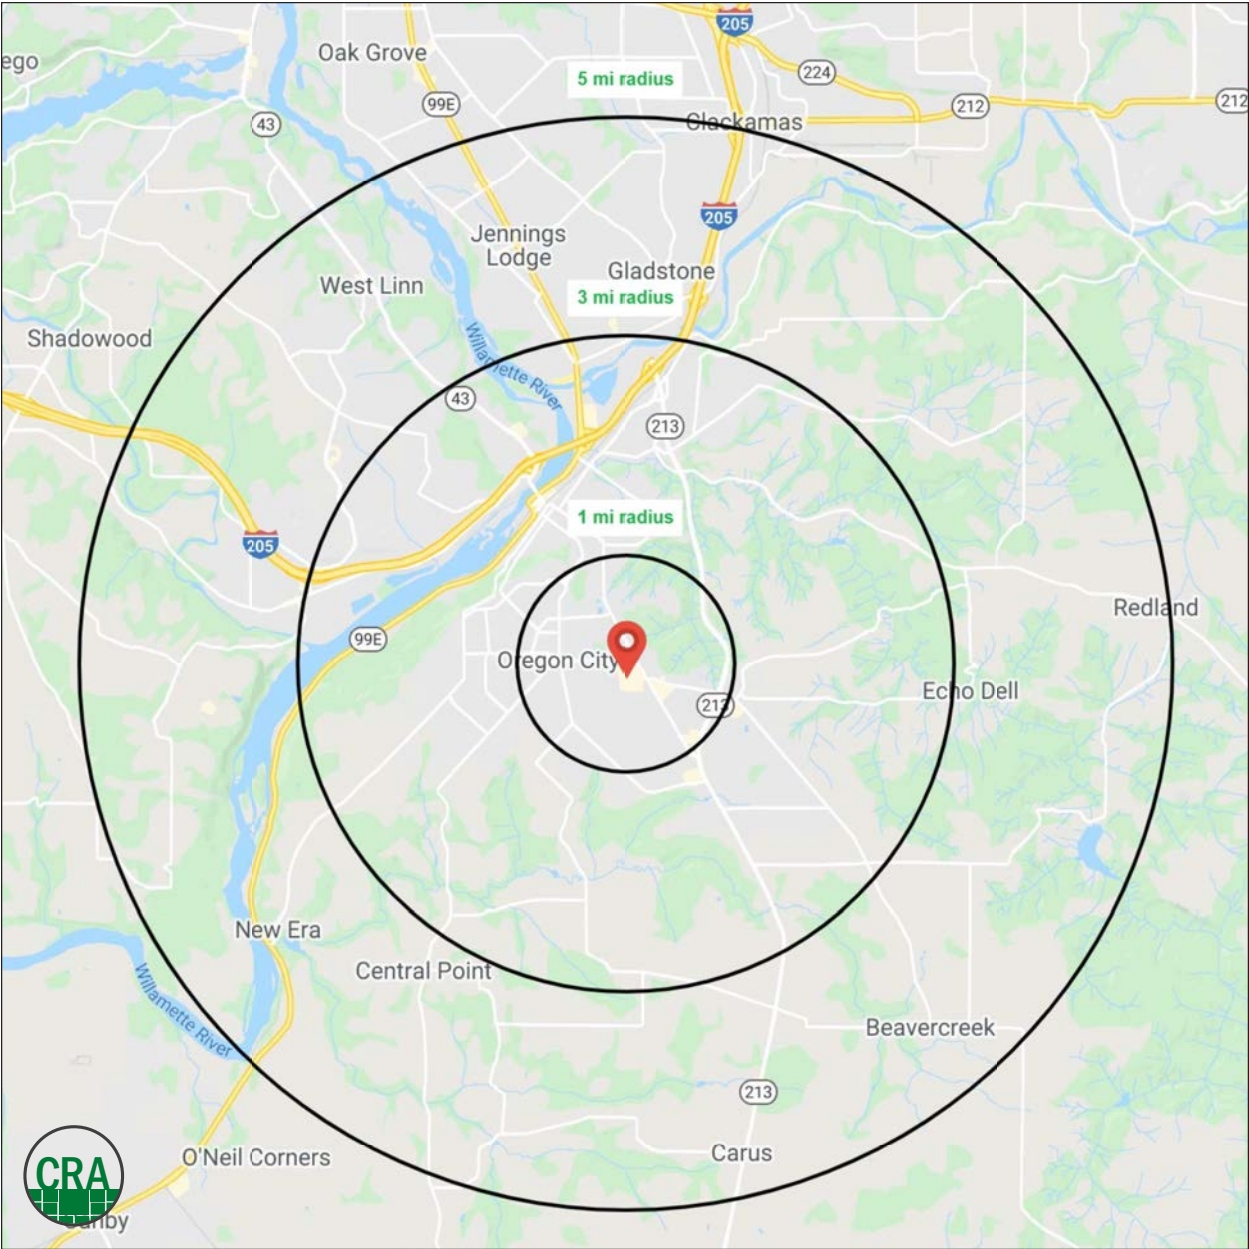 205
ego
Oak Grove
5 mi radius
224
99E
212
212
43
Clackamas
205
Jennings
Lodge
Gladstone
West Linn
3 mi radius
Shadowood
Willamette River
43
213
1 mi radius
205
Redland
99E
Oregon City
Echo Dell
213
New Era
Central Point
Willamette River
Beavercreek
213
Carus
O'Neil Corners
CRA